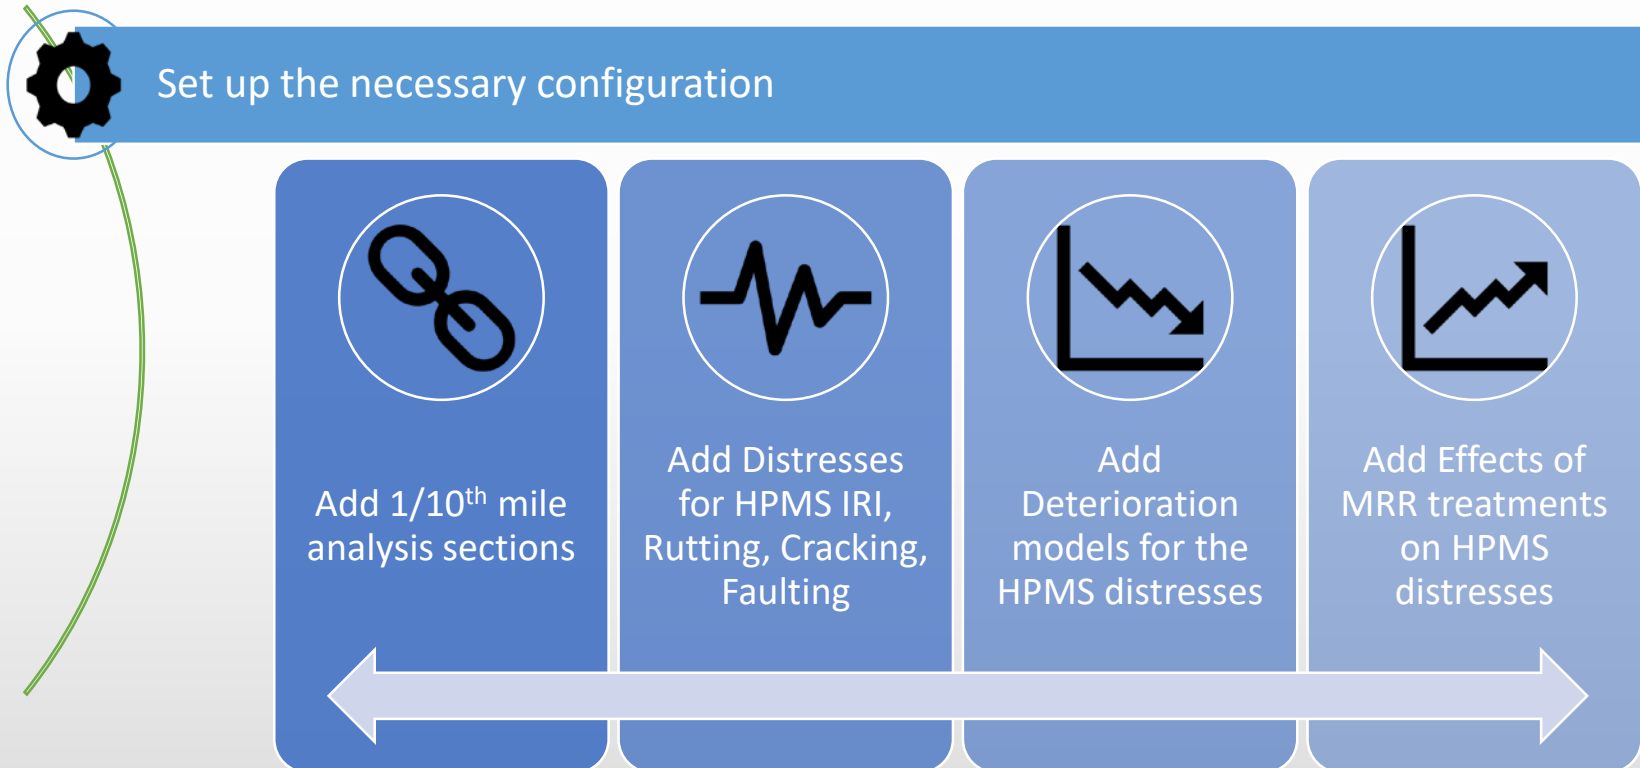 Set up the necessary configuration
Add 1/10th mile
analysis sections
Add Distresses
for HPMS IRI,
Rutting, Cracking,
Faulting
Add
Deterioration
models for the
HPMS distresses
Add Effects of
MRR treatments
on HPMS
distresses